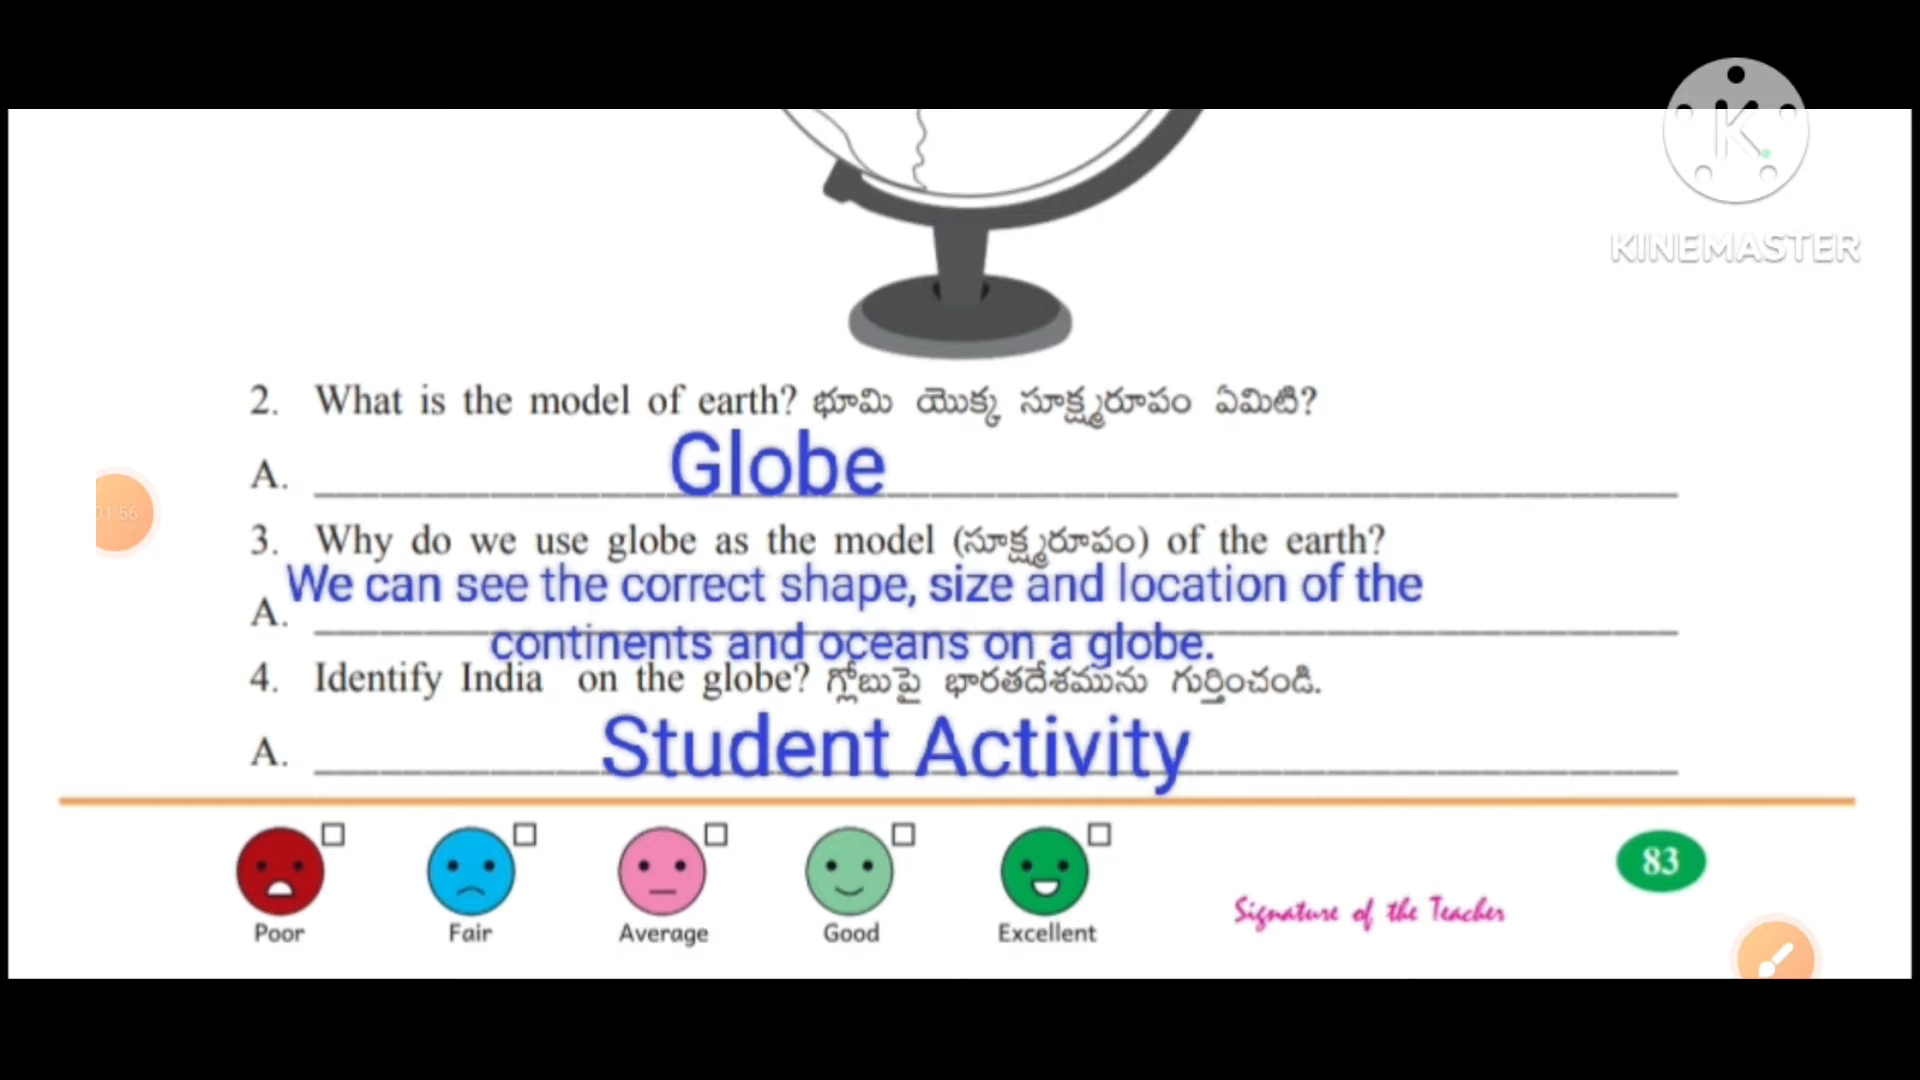 K
KINEMASTER
2. What is the model of earth? భూమి యొక్క సూక్ష్మరూపం ఏమిటి?
A. Globe
01:56
3. Why do we use globe as the model (సూక్ష్మరూపం) of the earth?
A. We can see the correct shape, size and location of the
continents and oceans on a globe.
4. Identify India on the globe? గ్లోబుపై భారతదేశమును గుర్తించండి.
A. Student Activity
Poor Fair Average Good Excellent
Signature of the Teacher
83